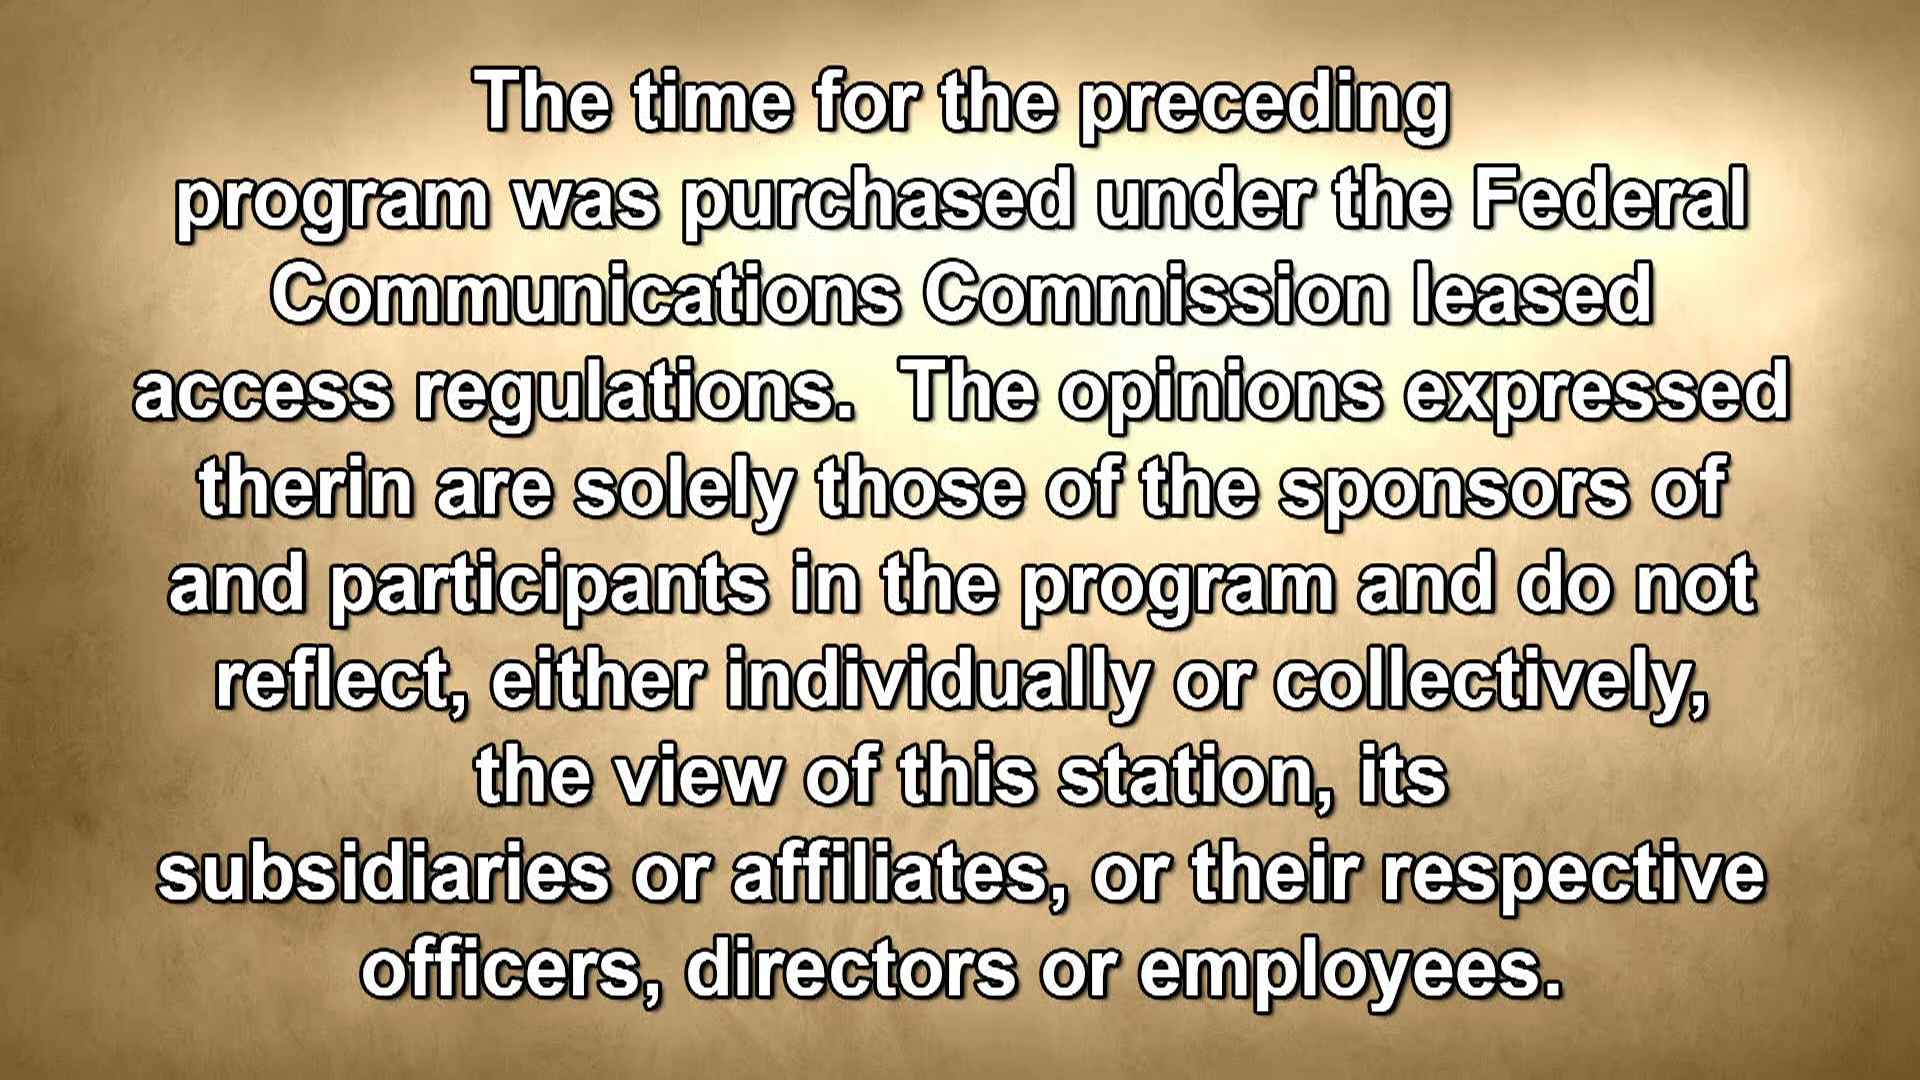 The time for the preceding
program was purchased under the Federal
Communications Commission leased
access regulations.  The opinions expressed
therin are solely those of the sponsors of
and participants in the program and do not
reflect, either individually or collectively,
the view of this station, its
subsidiaries or affiliates, or their respective
officers, directors or employees.